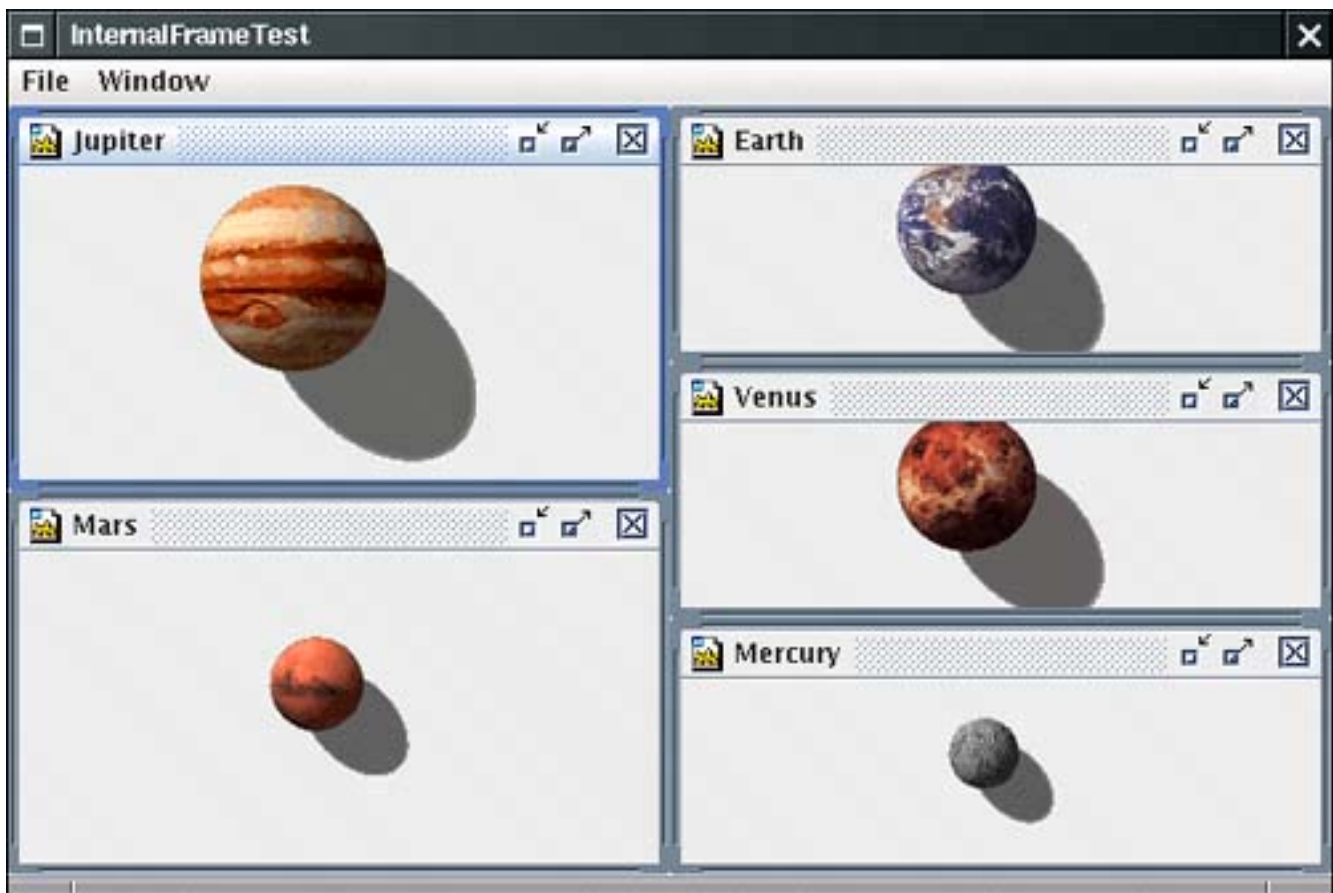 InternalFrameTest
File Window
Jupiter
Earth
Venus
Mars
Mercury